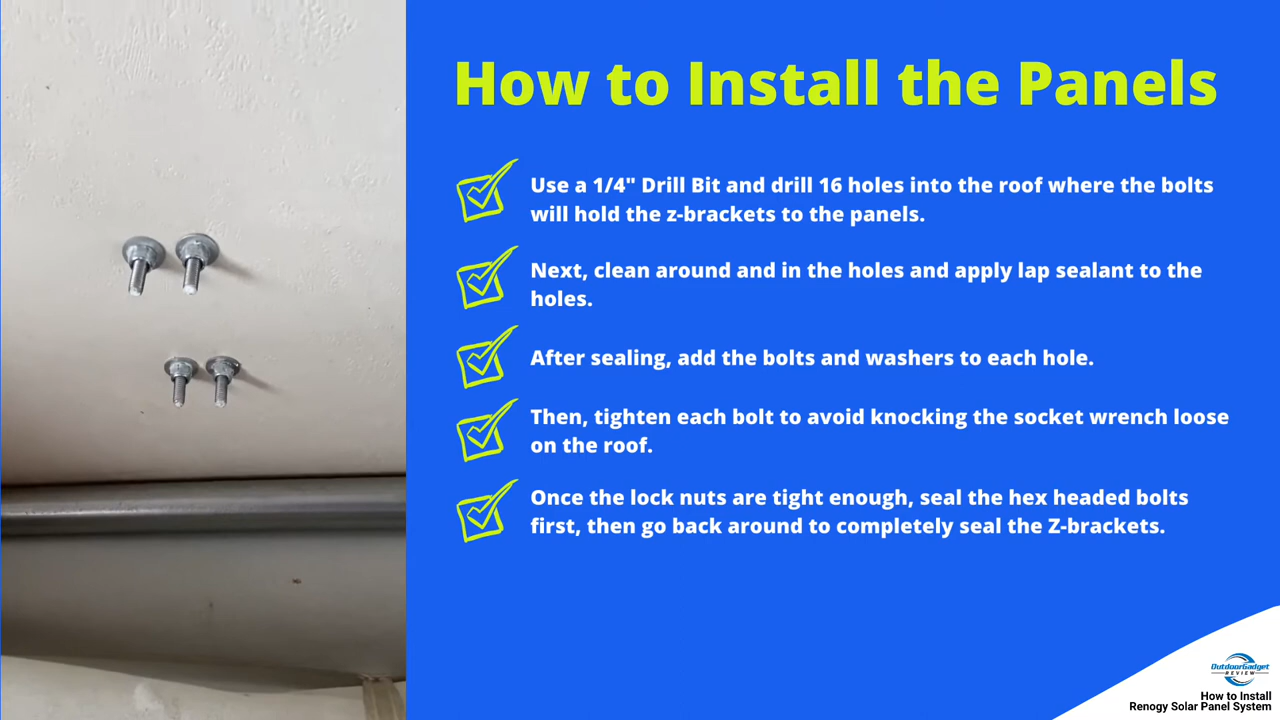 How to Install the Panels
Use a 1/4" Drill Bit and drill 16 holes into the roof where the bolts
will hold the z-brackets to the panels.
Next, clean around and in the holes and apply lap sealant to the
holes.
After sealing, add the bolts and washers to each hole.
Then, tighten each bolt to avoid knocking the socket wrench loose
on the roof.
Once the lock nuts are tight enough, seal the hex headed bolts
first, then go back around to completely seal the Z-brackets.
OutdoorGadget
REVIEW
How to Install
Renogy Solar Panel System